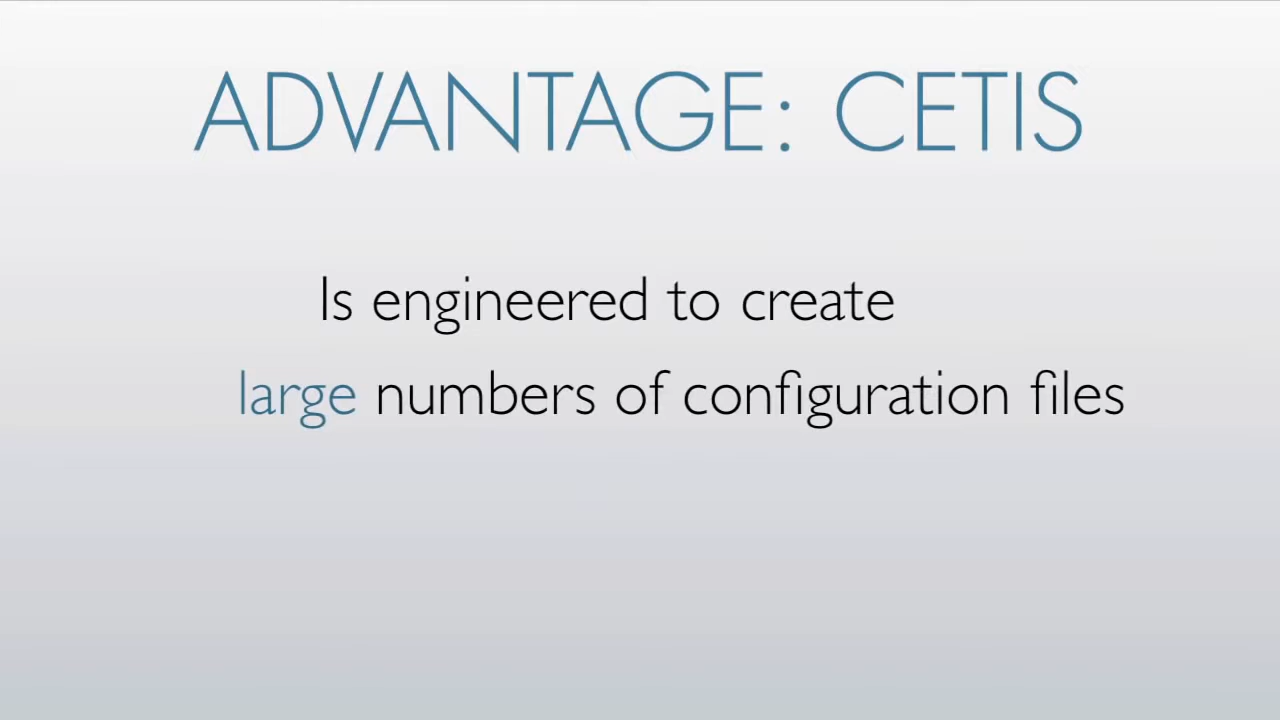 ADVANTAGE: CETIS
Is engineered to create
large numbers of configuration files